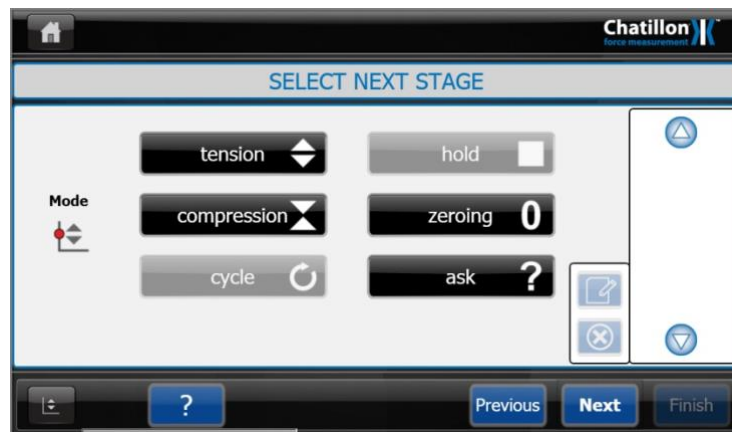 Chatillon
force measurement
SELECT NEXT STAGE
tension
hold
Mode
compression
zeroing 0
cycle
ask ?
?
Previous
Next
Finish